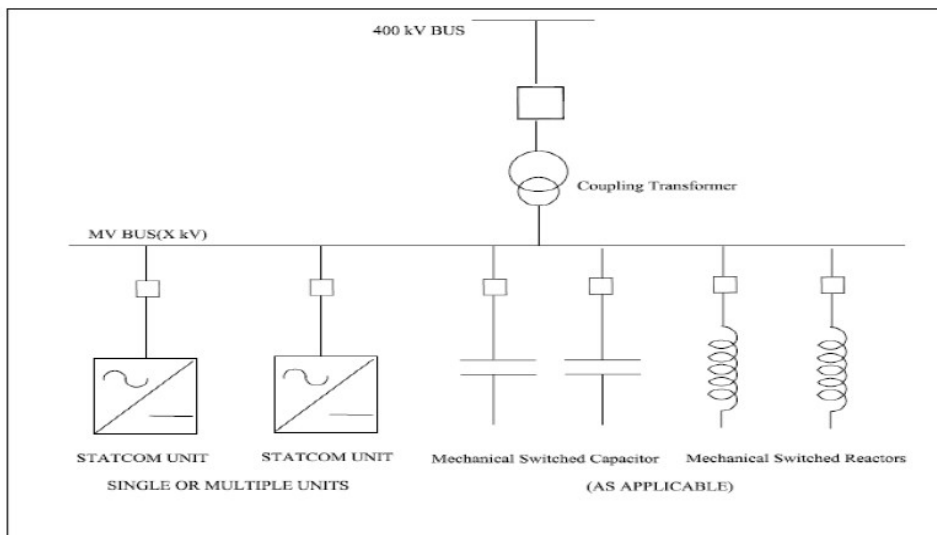 400 kV BUS
Coupling Transformer
MV BUS(X kV)
STATCOM UNIT
STATCOM UNIT
Mechanical Switched Capacitor
Mechanical Switched Reactors
SINGLE OR MULTIPLE UNITS
(AS APPLICABLE)